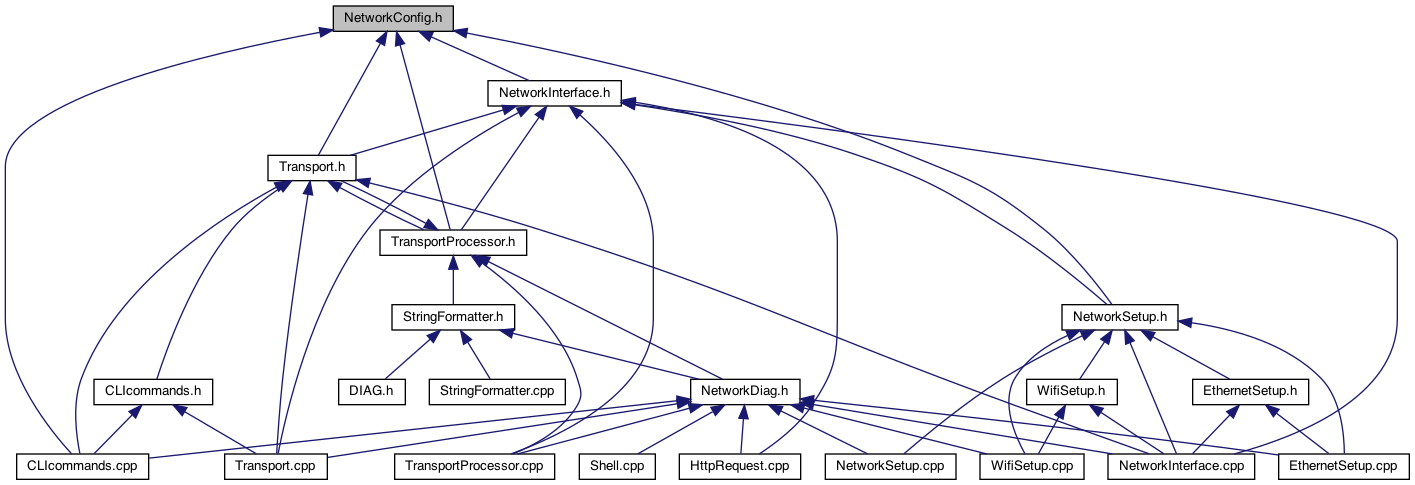 NetworkConfig.h
NetworkInterface.h
Transport.h
TransportProcessor.h
StringFormatter.h
NetworkSetup.h
CLIcommands.h
DIAG.h
StringFormatter.cpp
NetworkDiag.h
WifiSetup.h
EthernetSetup.h
CLIcommands.cpp
Transport.cpp
TransportProcessor.cpp
Shell.cpp
HttpRequest.cpp
NetworkSetup.cpp
WifiSetup.cpp
NetworkInterface.cpp
EthernetSetup.cpp